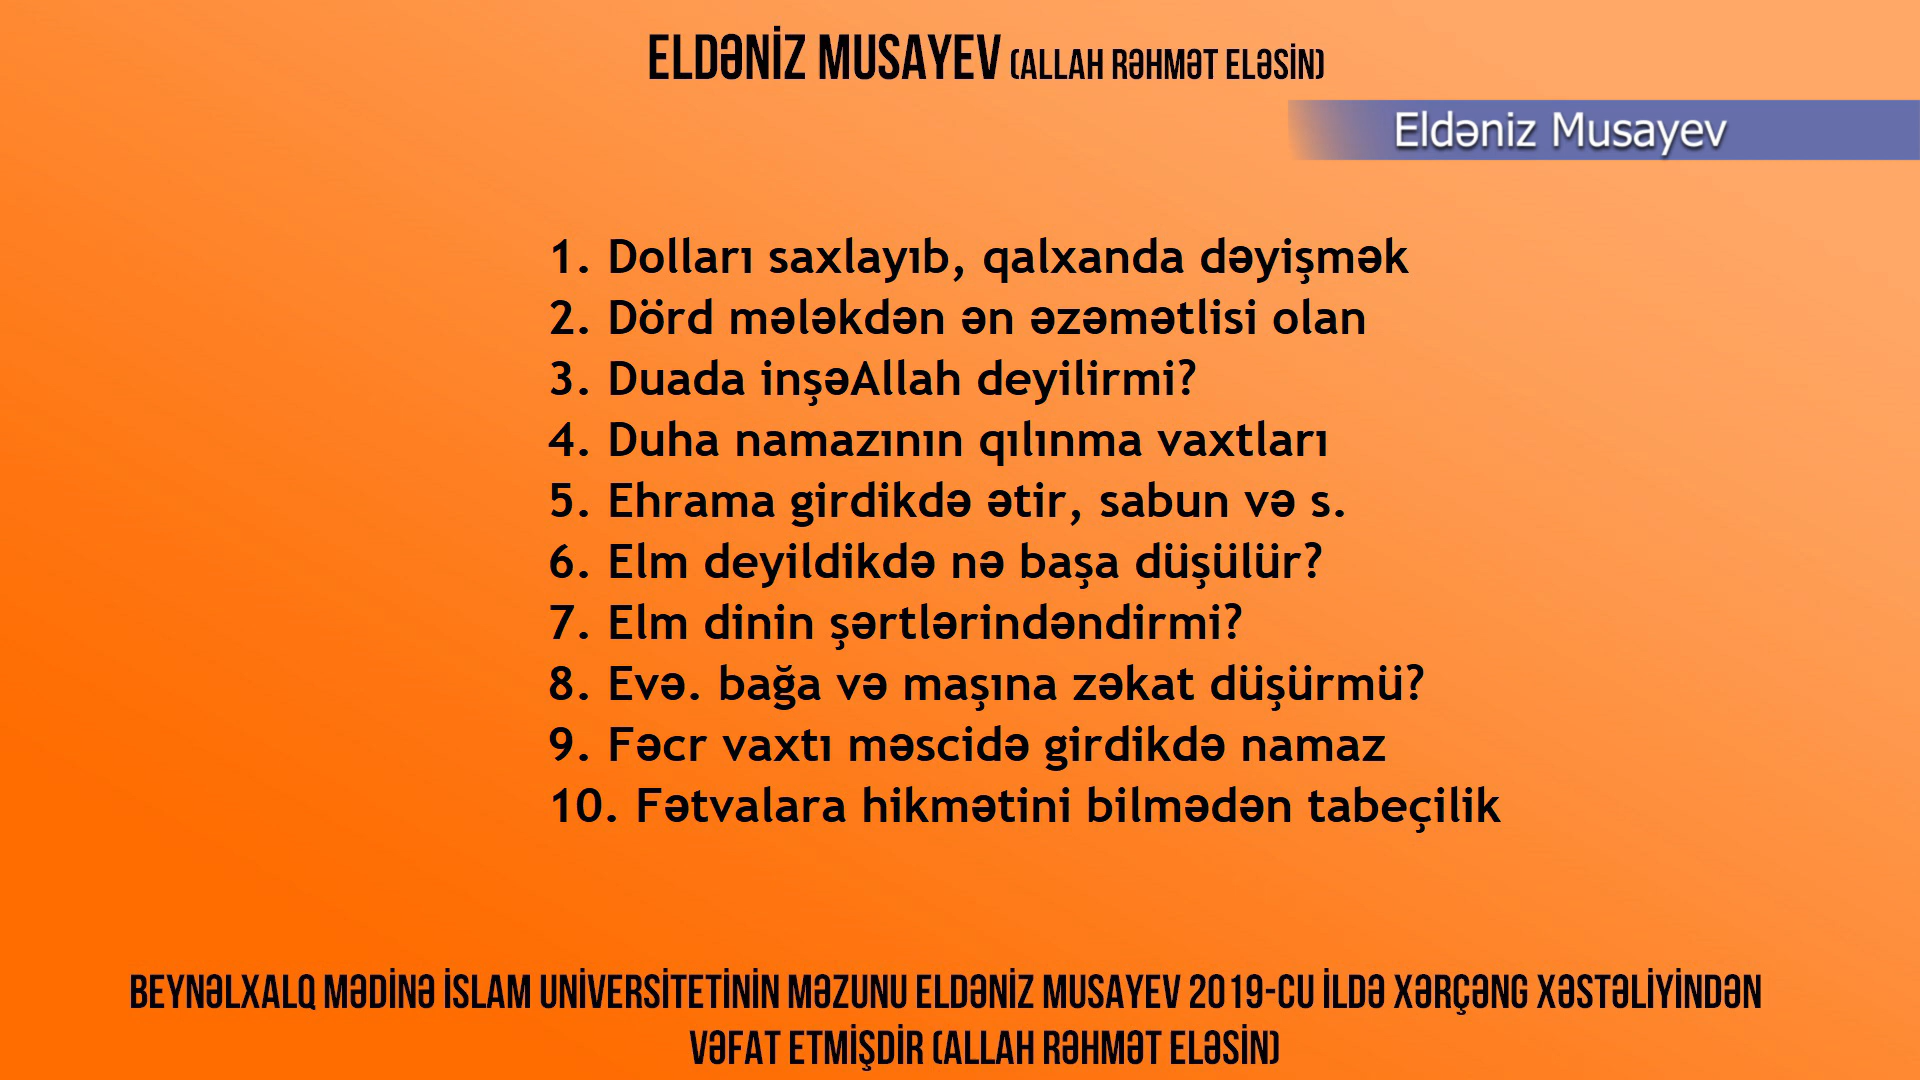 ELDƏNİZ MUSAYEV (ALLAH RƏHMƏT ELƏSİN)
Eldəniz Musayev
1. Dolları saxlayıb, qalxanda dəyişmək
2. Dörd mələkdən ən əzəmətlisi olan
3. Duada inşəAllah deyilirmi?
4. Duha namazının qılınma vaxtları
5. Ehrama girdikdə ətir, sabun və s.
6. Elm deyildikdə nə başa düşülür?
7. Elm dinin şərtlərindəndirmi?
8. Evə. bağa və maşına zəkat düşürmü?
9. Fəcr vaxtı məscidə girdikdə namaz
10. Fətvalara hikmətini bilmədən tabeçilik
BEYNƏLXALQ MƏDİNƏ İSLAM UNİVERSİTETİNİN MƏZUNU ELDƏNİZ MUSAYEV 2019-CU İLDƏ XƏRÇƏNG XƏSTƏLİYİNDƏN
VƏFAT ETMİŞDİR (ALLAH RƏHMƏT ELƏSİN)